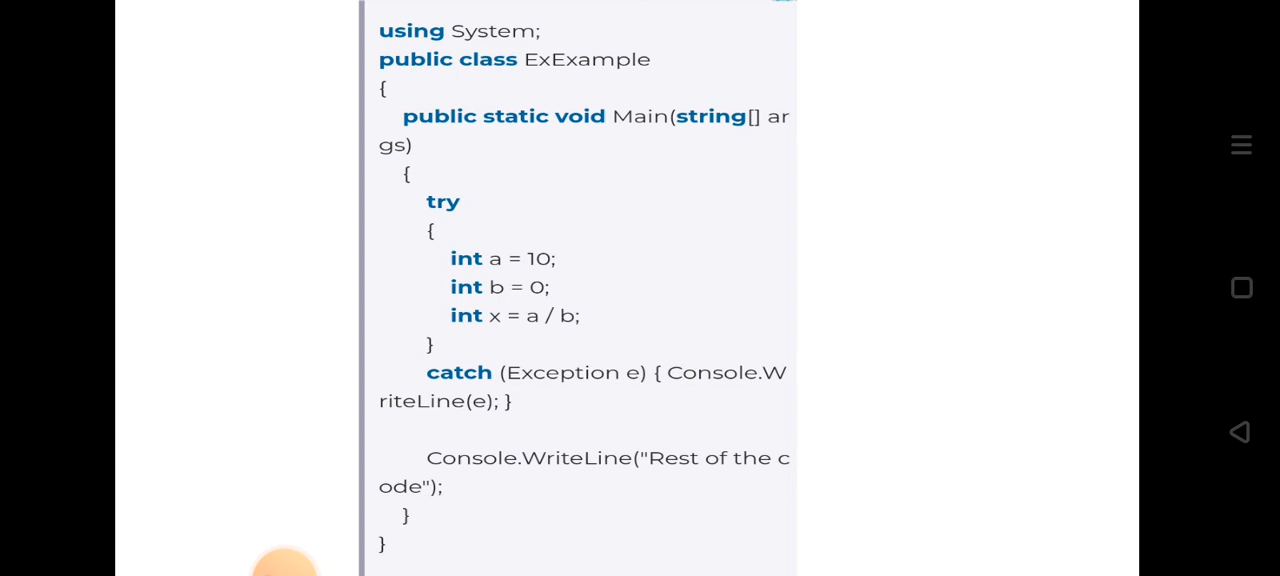 using System;
public class ExExample
{
public static void Main(string[] ar
gs)
{
try
{
int a = 10;
int b = 0;
int x = a / b;
}
catch (Exception e) { Console.W
riteLine(e); }
Console.WriteLine("Rest of the c
ode");
}
}